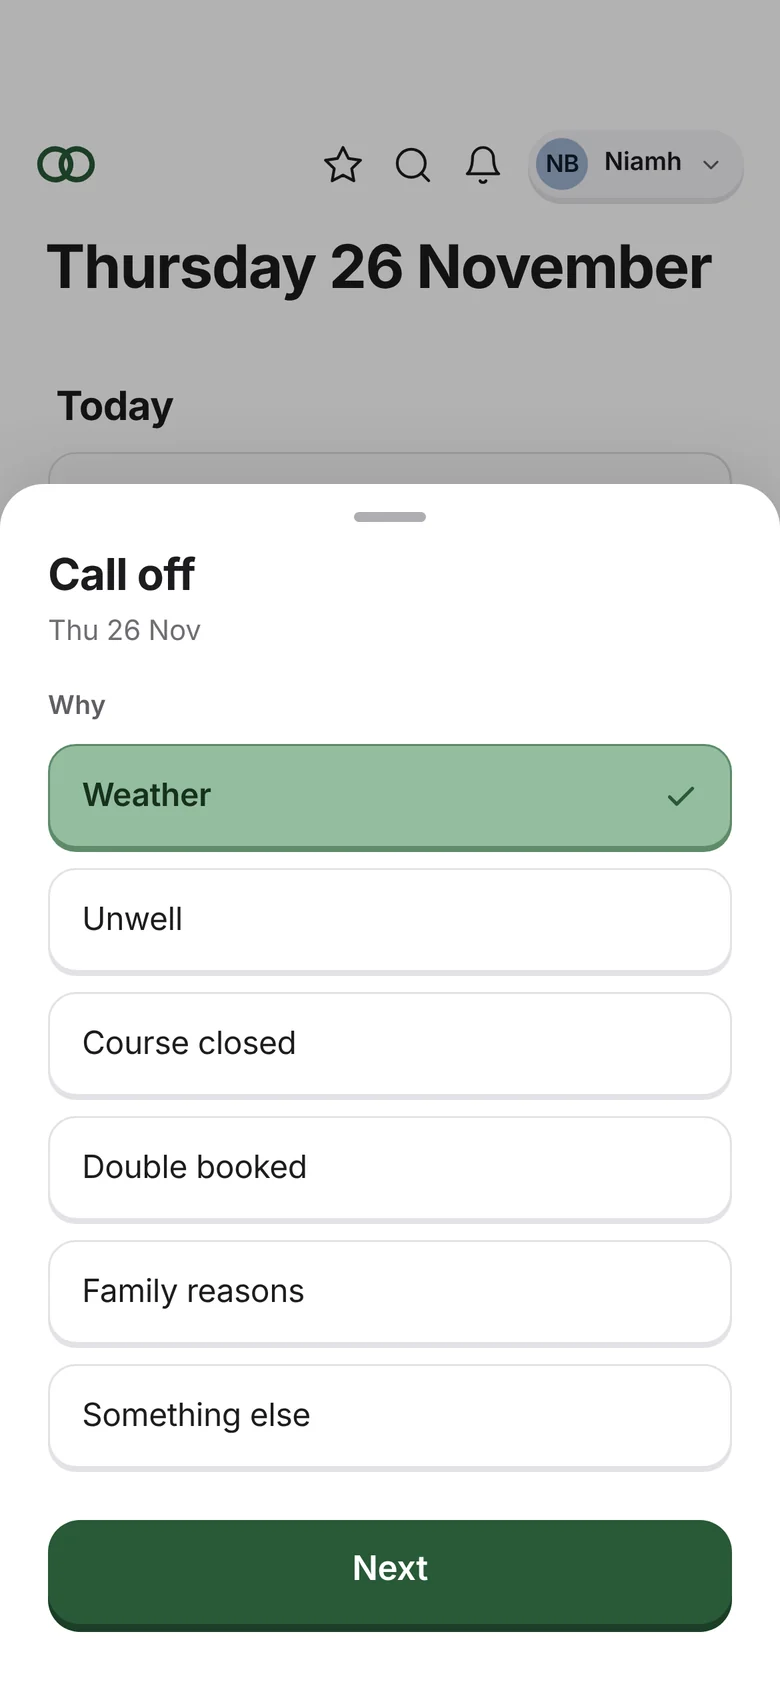 NB
Niamh
Thursday 26 November
Today
Call off
Thu 26 Nov
Why
Weather
Unwell
Course closed
Double booked
Family reasons
Something else
Next